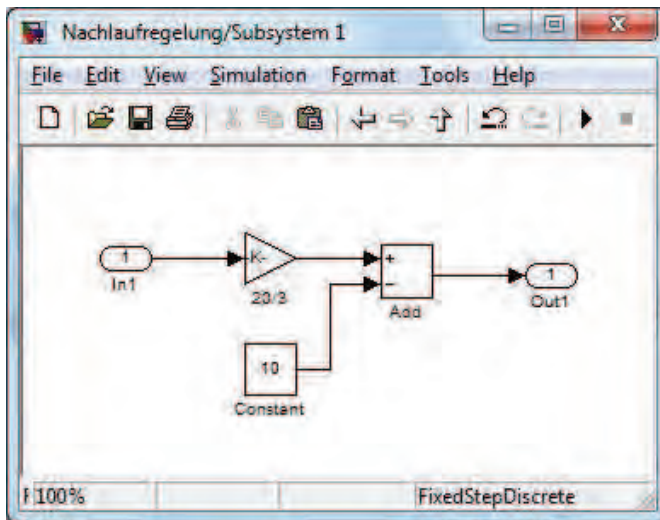 Nachlaufregelung/Subsystem 1
File Edit View Simulation Format Tools Help
1
In1
-K-
20/3
+
−
Add
1
Out1
10
Constant
100%
FixedStepDiscrete